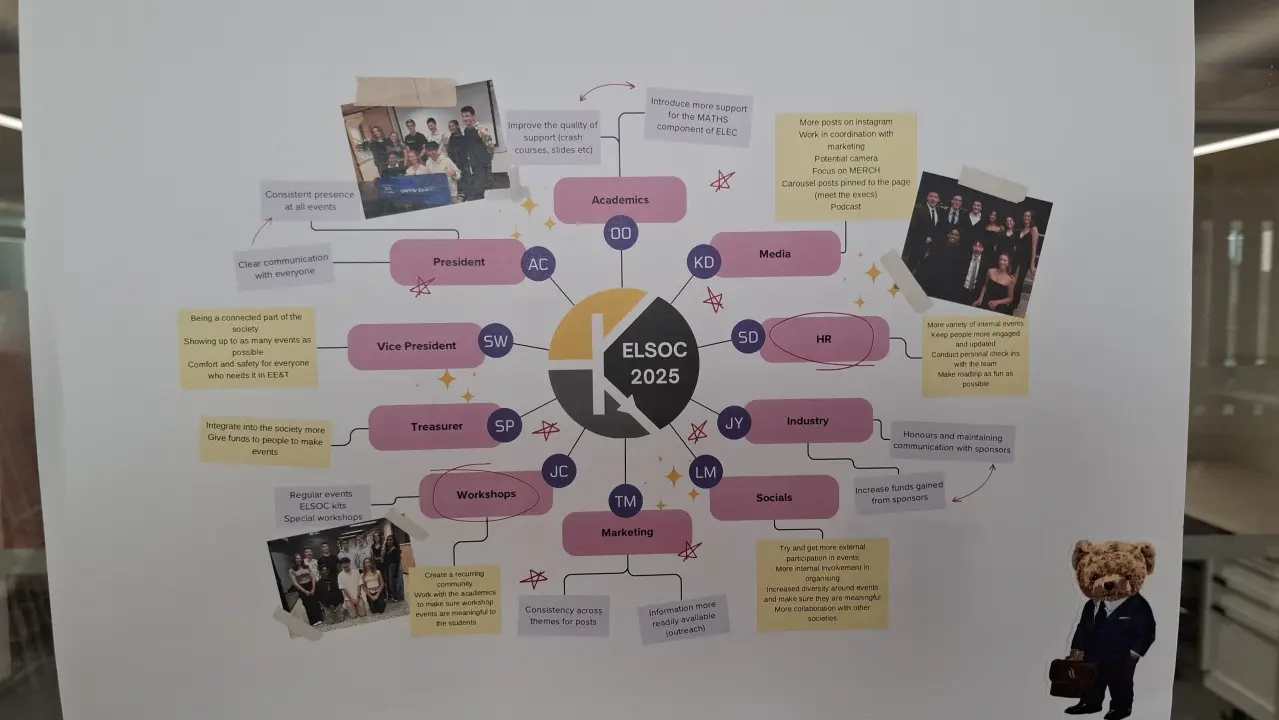 Improve the quality of
support (crash
courses, slides etc)
Introduce more support
for the MATHS
component of ELEC
More posts on instagram
Work in coordination with
marketing
Potential camera
Focus on MERCH
Carousel posts pinned to the page
(meet the execs)
Podcast
Consistent presence
at all events
Clear communication
with everyone
Academics
OO
President
AC
KD
Media
Being a connected part of the
society
Showing up to as many events as
possible
Comfort and safety for everyone
who needs it in EE&T
Vice President
SW
ELSOC
2025
SD
HR
More variety of internal events
Keep people more engaged
and updated
Conduct personal check ins
with the team
Make roadtrip as fun as
possible
Integrate into the society more
Give funds to people to make
events
Treasurer
SP
JY
Industry
Honours and maintaining
communication with sponsors
Increase funds gained
from sponsors
Regular events
ELSOC kits
Special workshops
Workshops
JC
TM
Marketing
LM
Socials
Create a recurring
community
Work with the academics
to make sure workshop
events are meaningful to
the students
Consistency across
themes for posts
Information more
readily available
(outreach)
Try and get more external
participation in events
More internal involvement in
organising
Increased diversity around events
and make sure they are meaningful
More collaboration with other
societies